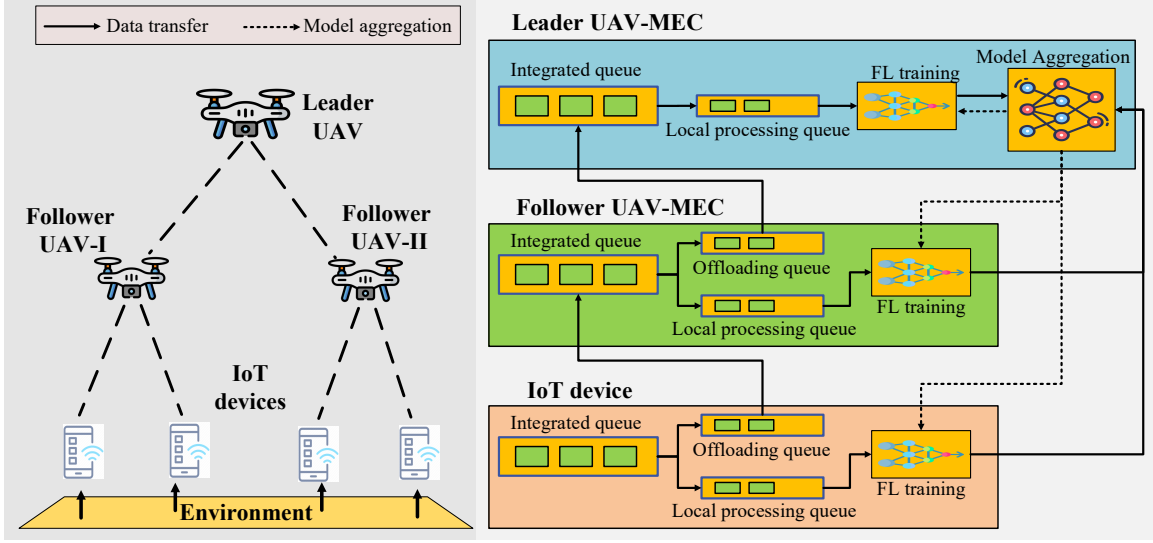 Data transfer
Model aggregation
Leader
UAV
Follower
UAV-I
Follower
UAV-II
IoT
devices
Environment
Leader UAV-MEC
Integrated queue
Local processing queue
FL training
Model Aggregation
Follower UAV-MEC
Integrated queue
Offloading queue
Local processing queue
FL training
IoT device
Integrated queue
Offloading queue
Local processing queue
FL training